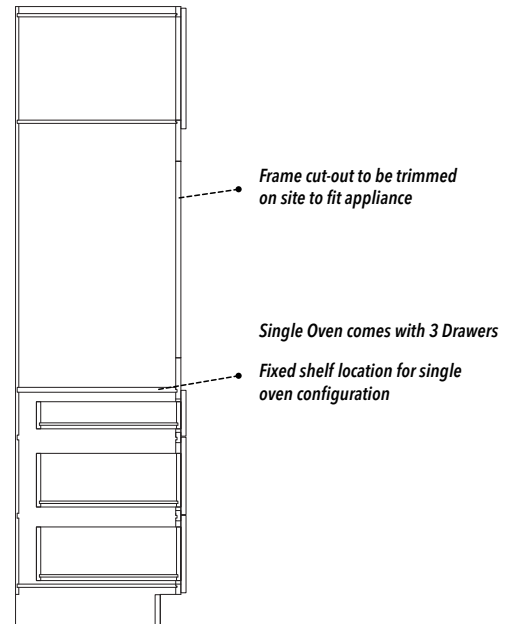 Frame cut-out to be trimmed
on site to fit appliance
Single Oven comes with 3 Drawers
Fixed shelf location for single
oven configuration